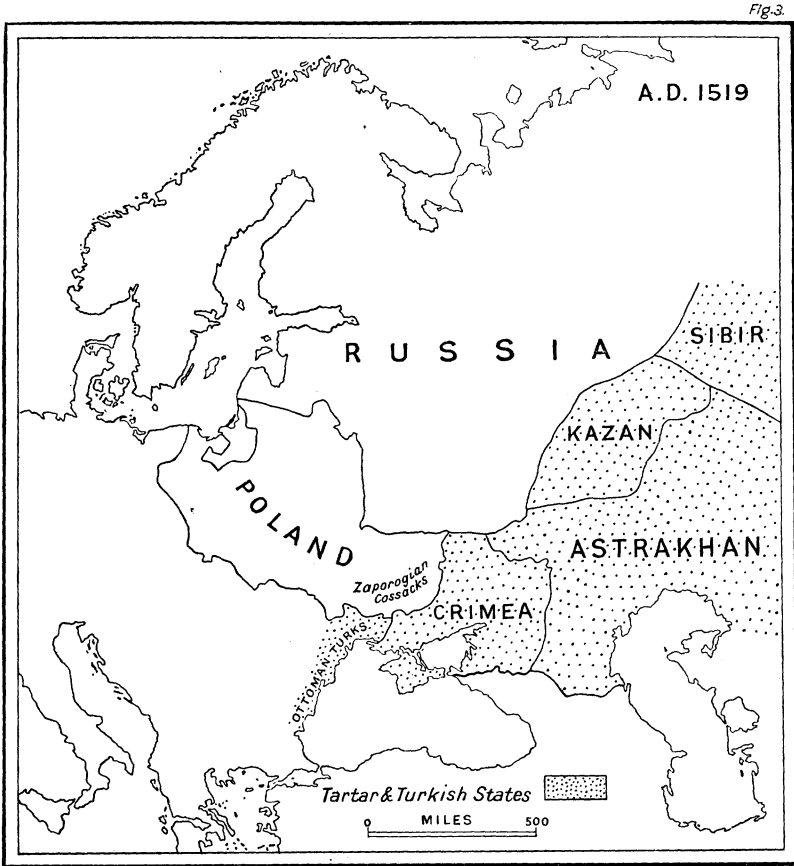 Fig.3.
A.D. 1519
SIBIR
RUSSIA
KAZAN
POLAND
ASTRAKHAN
Zaporogian
Cossacks
CRIMEA
OTTOMAN TURKS
Tartar & Turkish States
MILES
0 500